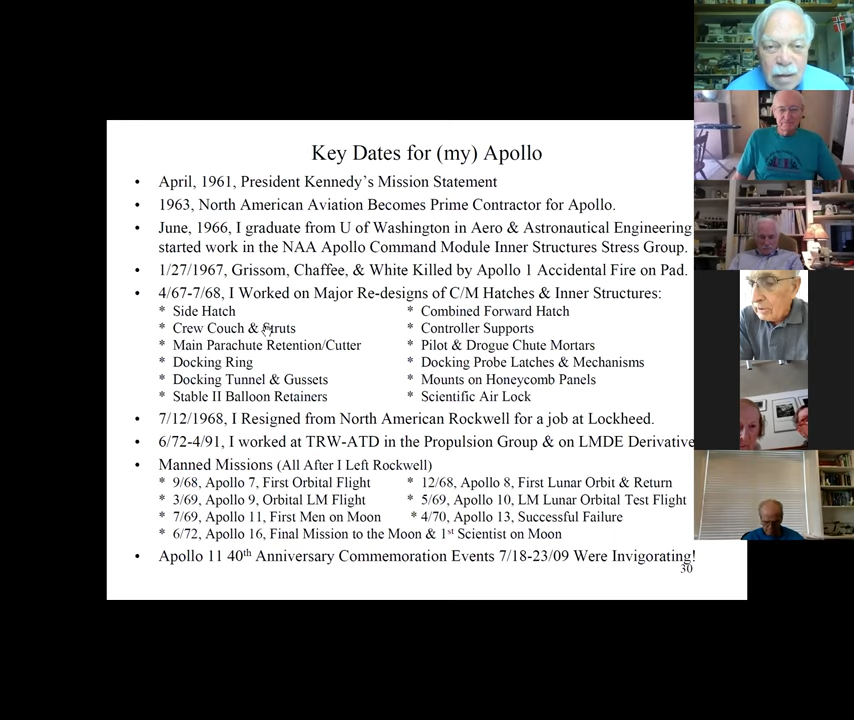 Key Dates for (my) Apollo
• April, 1961, President Kennedy's Mission Statement
• 1963, North American Aviation Becomes Prime Contractor for Apollo.
• June, 1966, I graduate from U of Washington in Aero & Astronautical Engineering
started work in the NAA Apollo Command Module Inner Structures Stress Group.
• 1/27/1967, Grissom, Chaffee, & White Killed by Apollo 1 Accidental Fire on Pad.
• 4/67-7/68, I Worked on Major Re-designs of C/M Hatches & Inner Structures:
* Side Hatch * Combined Forward Hatch
* Crew Couch & Struts * Controller Supports
* Main Parachute Retention/Cutter * Pilot & Drogue Chute Mortars
* Docking Ring * Docking Probe Latches & Mechanisms
* Docking Tunnel & Gussets * Mounts on Honeycomb Panels
* Stable II Balloon Retainers * Scientific Air Lock
• 7/12/1968, I Resigned from North American Rockwell for a job at Lockheed.
• 6/72-4/91, I worked at TRW-ATD in the Propulsion Group & on LMDE Derivative
• Manned Missions (All After I Left Rockwell)
* 9/68, Apollo 7, First Orbital Flight * 12/68, Apollo 8, First Lunar Orbit & Return
* 3/69, Apollo 9, Orbital LM Flight * 5/69, Apollo 10, LM Lunar Orbital Test Flight
* 7/69, Apollo 11, First Men on Moon * 4/70, Apollo 13, Successful Failure
* 6/72, Apollo 16, Final Mission to the Moon & 1st Scientist on Moon
• Apollo 11 40th Anniversary Commemoration Events 7/18-23/09 Were Invigorating!
30